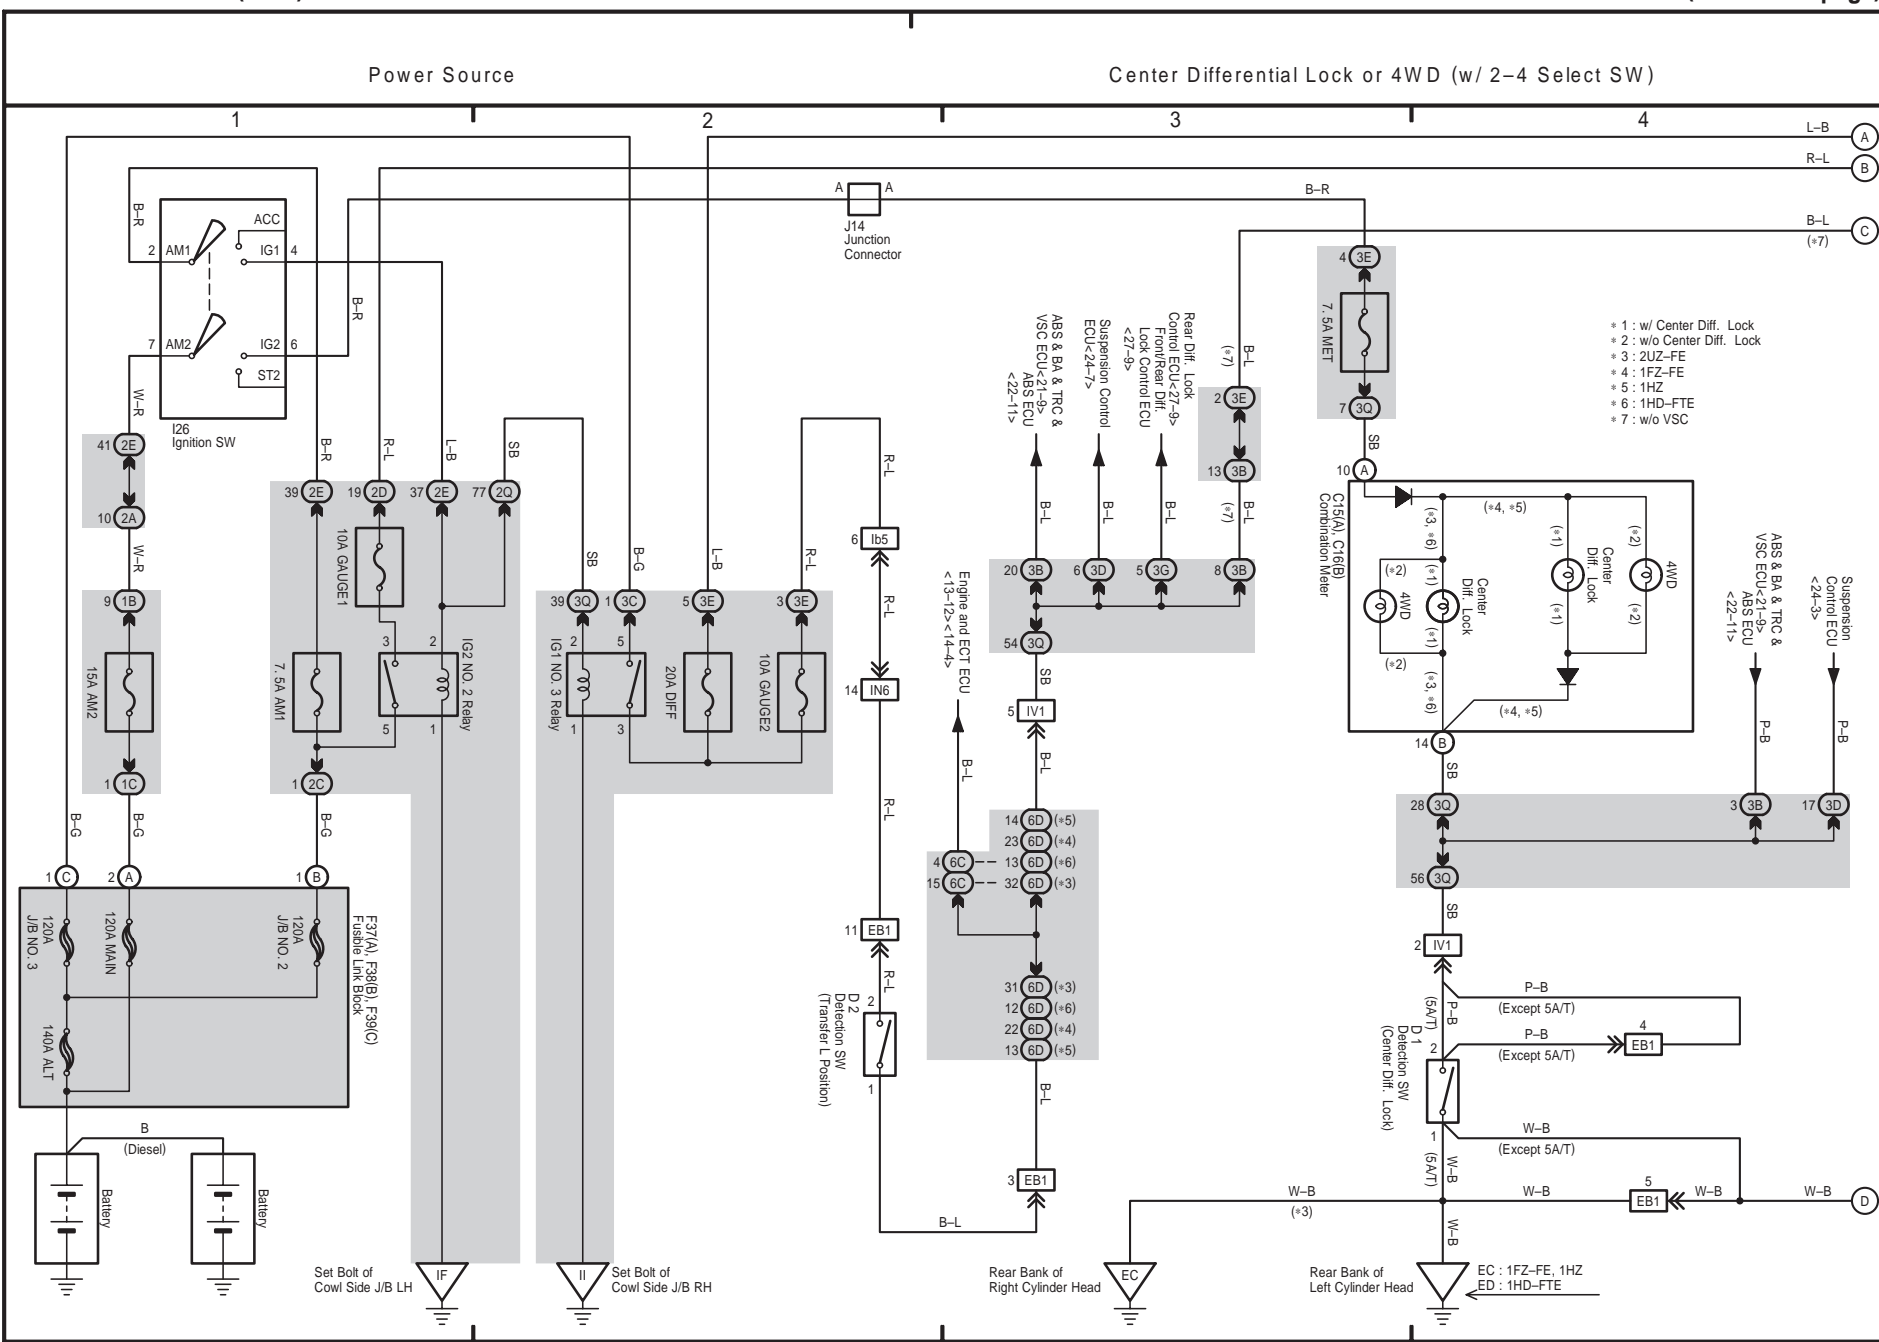 Power Source
Center Differential Lock or 4WD (w/ 2–4 Select SW)
1
2
3
4
L–B
A
R–L
B
A
A
B–R
J14
Junction
Connector
B–L
(∗7)
C
B–R
ACC
2
AM1
IG1
4
B–R
7
AM2
IG2
6
ST2
W–R
I26
Ignition SW
41
2E
10
2A
W–R
9
1B
15A AM2
1
1C
B–G
B–G
B–R
R–L
L–B
SB
39
2E
19
2D
37
2E
77
2Q
10A GAUGE1
7. 5A AM1
3
2
5
1
IG2 NO. 2 Relay
1
2C
B–G
SB
B–G
L–B
R–L
39
3Q
1
3C
5
3E
3
3E
2
5
1
3
IG1 NO. 3 Relay
20A DIFF
10A GAUGE2
1
C
2
A
1
B
120A
J/B NO. 3
120A MAIN
120A
J/B NO. 2
140A ALT
F37(A), F38(B), F39(C)
Fusible Link Block
B
(Diesel)
Battery
Battery
Set Bolt of
Cowl Side J/B LH
IF
II
Set Bolt of
Cowl Side J/B RH
R–L
6
Ib5
R–L
14
IN6
R–L
11
EB1
R–L
2
D 2
Detection SW
(Transfer L Position)
1
B–L
ABS & BA & TRC &
VSC ECU<21–9>
ABS ECU
<22–11>
Suspension Control
ECU<24–7>
Rear Diff. Lock
Control ECU<27–9>
Front/Rear Diff.
Lock Control ECU
<27–9>
B–L
(∗7)
2
3E
13
3B
B–L
B–L
B–L
B–L
(∗7)
20
3B
6
3D
5
3G
8
3B
54
3Q
SB
5
IV1
B–L
Engine and ECT ECU
<13–12><14–4>
B–L
14
6D
(∗5)
23
6D
(∗4)
4
6C
13
6D
(∗6)
15
6C
32
6D
(∗3)
31
6D
(∗3)
12
6D
(∗6)
22
6D
(∗4)
13
6D
(∗5)
B–L
3
EB1
4
3E
7. 5A MET
7
3Q
SB
10
A
∗ 1 : w/ Center Diff. Lock
∗ 2 : w/o Center Diff. Lock
∗ 3 : 2UZ–FE
∗ 4 : 1FZ–FE
∗ 5 : 1HZ
∗ 6 : 1HD–FTE
∗ 7 : w/o VSC
C15(A), C16(B)
Combination Meter
(∗3, ∗6)
(∗4, ∗5)
(∗1)
(∗2)
(∗2)
(∗1)
Center
Diff. Lock
Center
Diff. Lock
4WD
4WD
(∗1)
(∗1)
(∗2)
(∗2)
(∗3, ∗6)
(∗4, ∗5)
14
B
SB
ABS & BA & TRC &
VSC ECU<21–9>
ABS ECU
<22–11>
Suspension
Control ECU
<24–3>
P–B
P–B
28
3Q
3
3B
17
3D
56
3Q
SB
2
IV1
P–B
(Except 5A/T)
P–B
(5A/T)
P–B
(Except 5A/T)
4
EB1
2
D 1
Detection SW
(Center Diff. Lock)
1
W–B
(Except 5A/T)
W–B
(5A/T)
5
W–B
(∗3)
W–B
EB1
W–B
W–B
D
W–B
Rear Bank of
Right Cylinder Head
EC
Rear Bank of
Left Cylinder Head
EC : 1FZ–FE, 1HZ
ED : 1HD–FTE